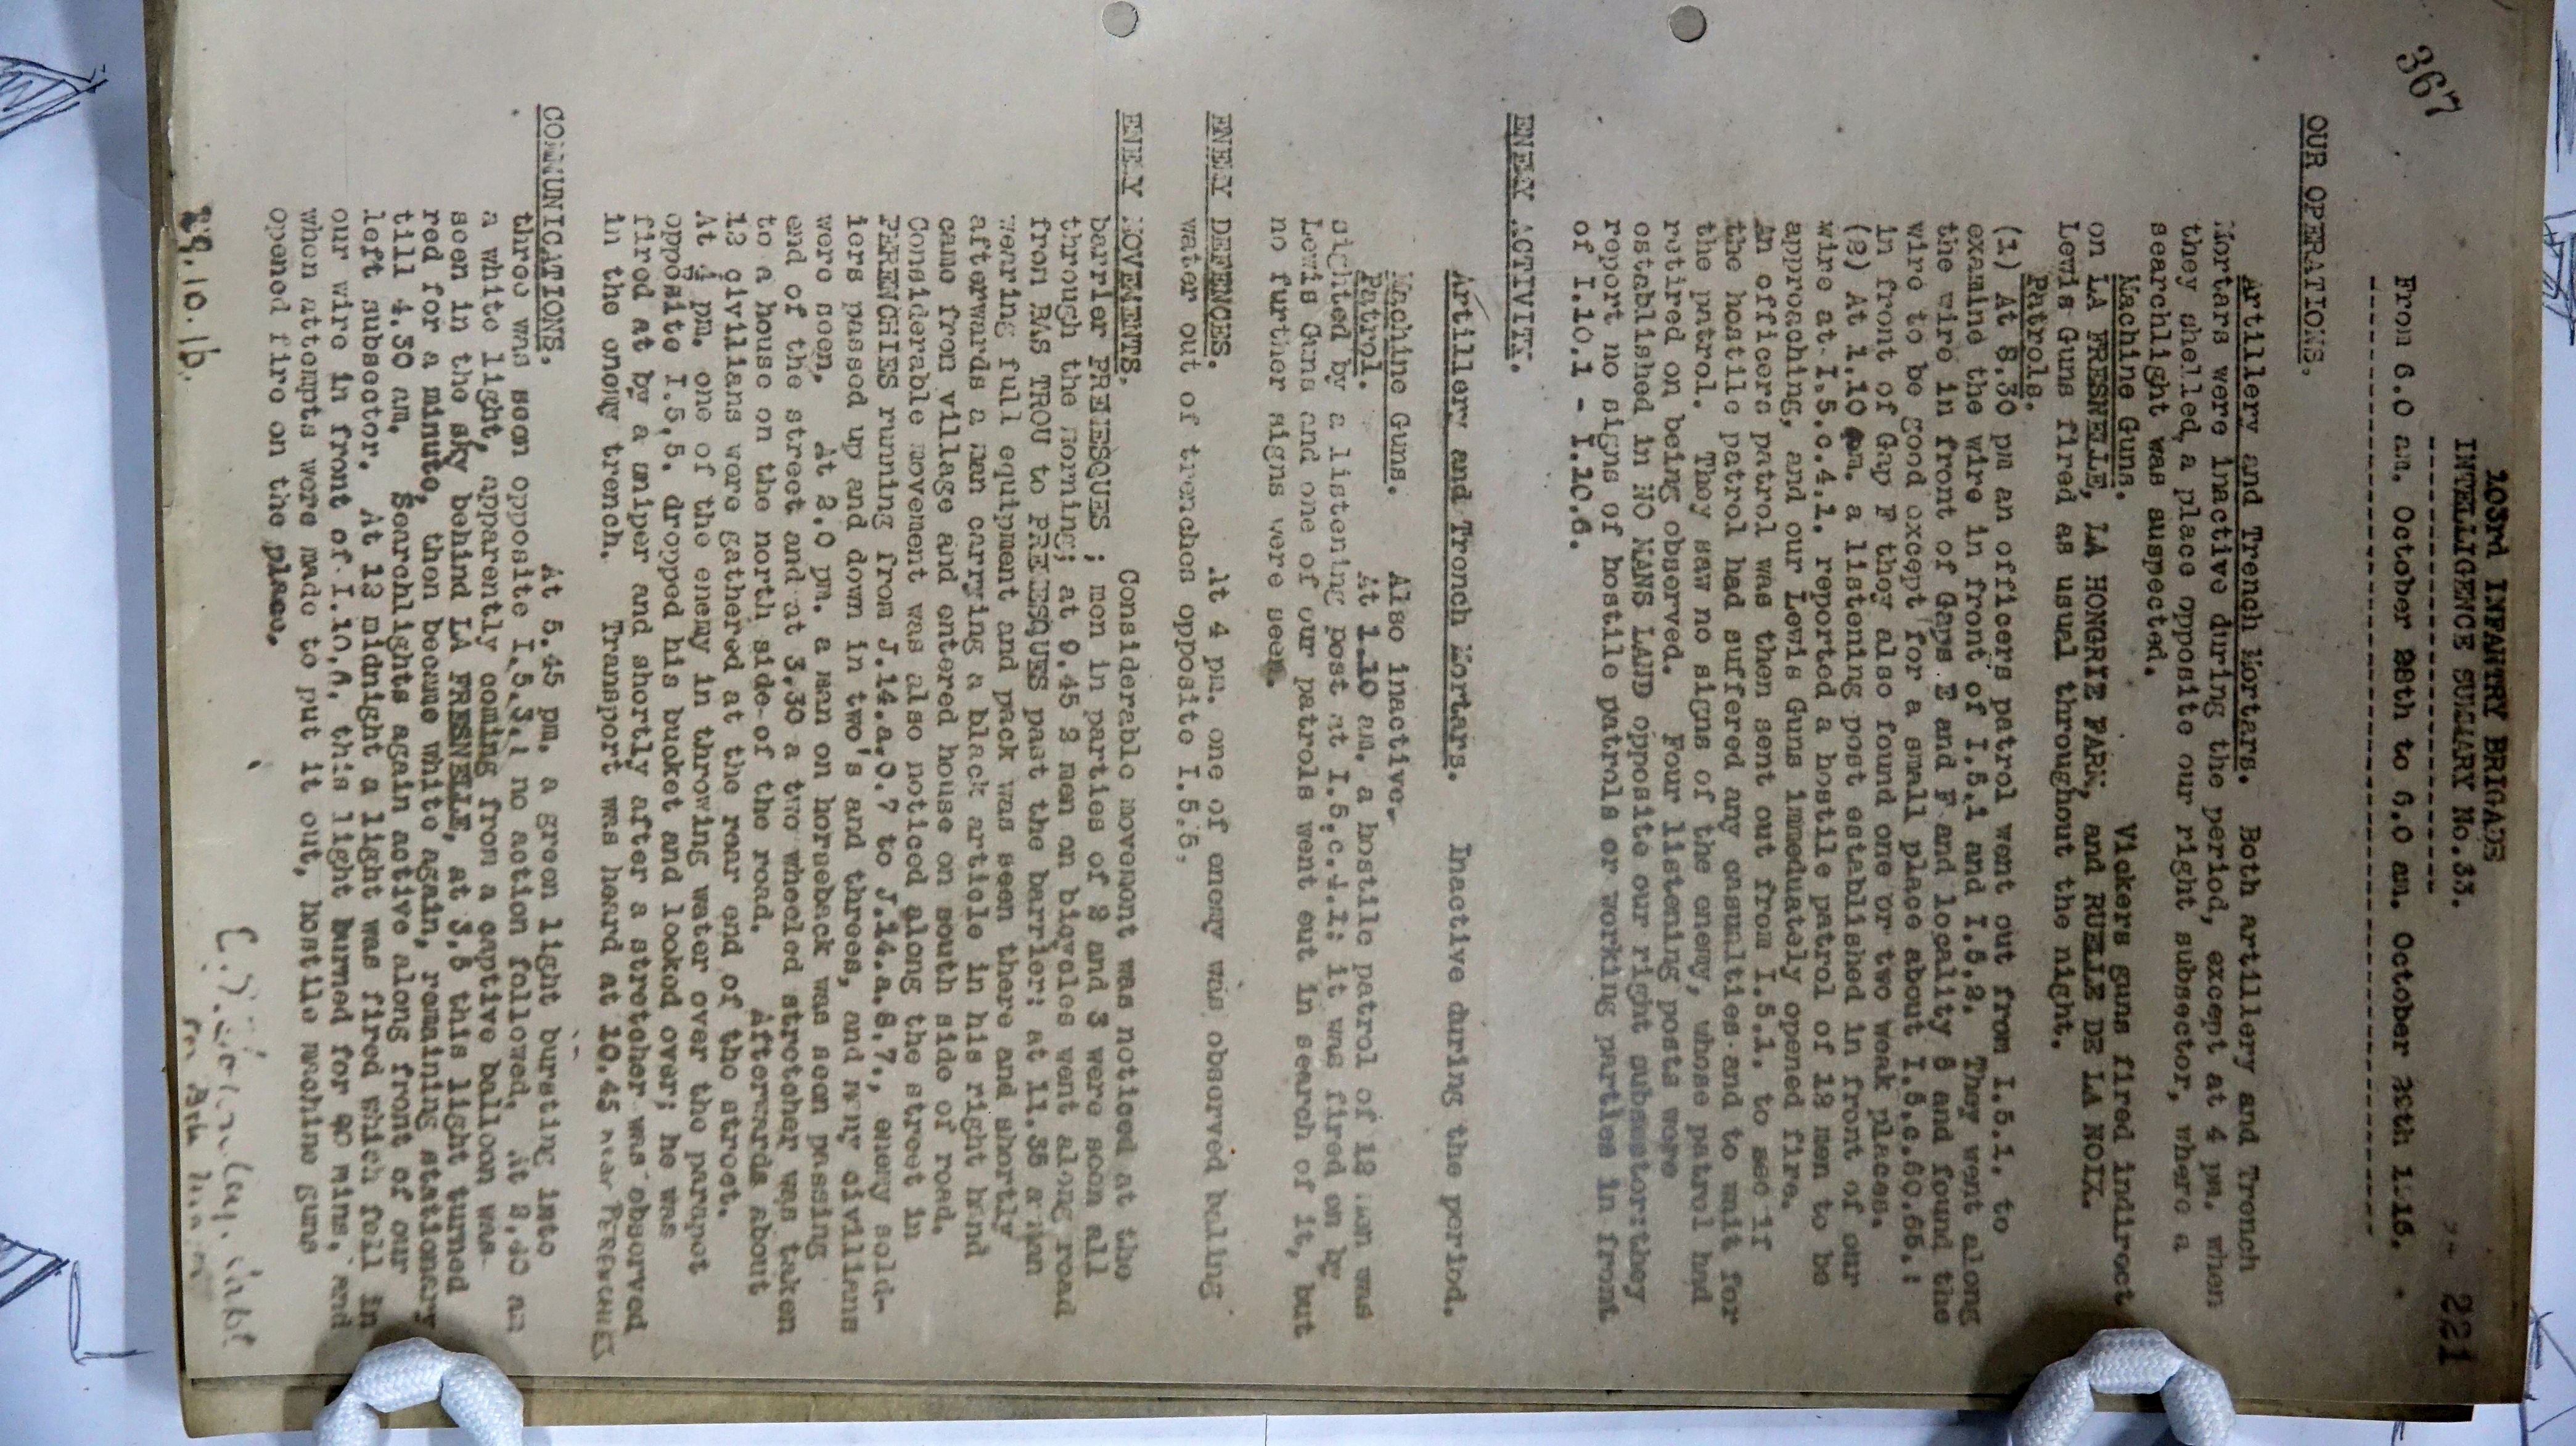 367
221
103rd INFANTRY BRIGADE
INTELLIGENCE SUMMARY No.33.
From 6.0 am. October 28th to 6.0 am. October 29th 1916.
OUR OPERATIONS.
Artillery and Trench Mortars. Both artillery and Trench
Mortars were inactive during the period, except at 4 pm. when
they shelled, a place opposite our right subsector, where a
searchlight was suspected.
Machine Guns. Vickers guns fired indirect
on LA FRESNELLE, LA HONGRIE FARM, and RUELLE DE LA NOIX.
Lewis Guns fired as usual throughout the night.
Patrols.
(1) At 8.30 pm an officers patrol went out from I.5.1. to
examine the wire in front of I.5.1 and I.5.2. They went along
the wire in front of Gaps E and F and locality 5 and found the
wire to be good except for a small place about I.5.c.60.65.:
in front of Gap F they also found one or two weak places.
(2) At 1.10 am. a listening post established in front of our
wire at I.5.c.4.1. reported a hostile patrol of 12 men to be
approaching, and our Lewis Guns immeduately opened fire.
An officers patrol was then sent out from I.5.1. to see if
the hostile patrol had suffered any casualties and to wait for
the patrol. They saw no signs of the enemy, whose patrol had
retired on being observed. Four listening posts were
established in NO MANS LAND opposite our right subsector: they
report no signs of hostile patrols or working parties in front
of I.10.1 - I.10.6.
ENEMY ACTIVITY.
Artillery and Trench Mortars. Inactive during the period.
Machine Guns. Also inactive.
Patrol. At 1.10 am. a hostile patrol of 12 men was
sighted by a listening post at I.5.c.4.1: it was fired on by
Lewis Guns and one of our patrols went out in search of it, but
no further signs were seen.
ENEMY DEFENCES. At 4 pm. one of enemy was observed baling
water out of trenches opposite I.5.5.
ENEMY MOVEMENTS. Considerable movement was noticed at the
barrier PREMESQUES ; men in parties of 2 and 3 were seen all
through the morning; at 9.45 2 men on bicycles went along road
from BAS TROU to PREMESQUES past the barrier: at 11.35 a man
wearing full equipment and pack was seen there and shortly
afterwards a man carrying a black article in his right hand
came from village and entered house on south side of road.
Considerable movement was also noticed along the street in
PERENCHIES running from J.14.a.0.7 to J.14.a.8.7., enemy sold-
iers passed up and down in two's and threes, and many civilians
were seen. At 2.0 pm. a man on horseback was seen passing
end of the street and at 3.30 a two wheeled stretcher was taken
to a house on the north side of the road. Afterwards about
13 civilians were gathered at the rear end of the street.
At 4 pm. one of the enemy in throwing water over the parapet
opposite I.5.5. dropped his bucket and looked over; he was
fired at by a sniper and shortly after a stretcher was observed
in the enemy trench. Transport was heard at 10.45 near PERENCHIES
COMMUNICATIONS. At 5.45 pm. a green light bursting into
three was seen opposite I.5.3.; no action followed. At 2.40 am
a white light, apparently coming from a captive balloon was
seen in the sky behind LA FRESNELLE, at 3.5 this light turned
red for a minute, then became white again, remaining stationary
till 4.30 am. Searchlights again active along front of our
left subsector. At 12 midnight a light was fired which fell in
our wire in front of I.10.6, this light burned for 20 mins, and
when attempts were made to put it out, hostile machine guns
opened fire on the place.
29.10.16.